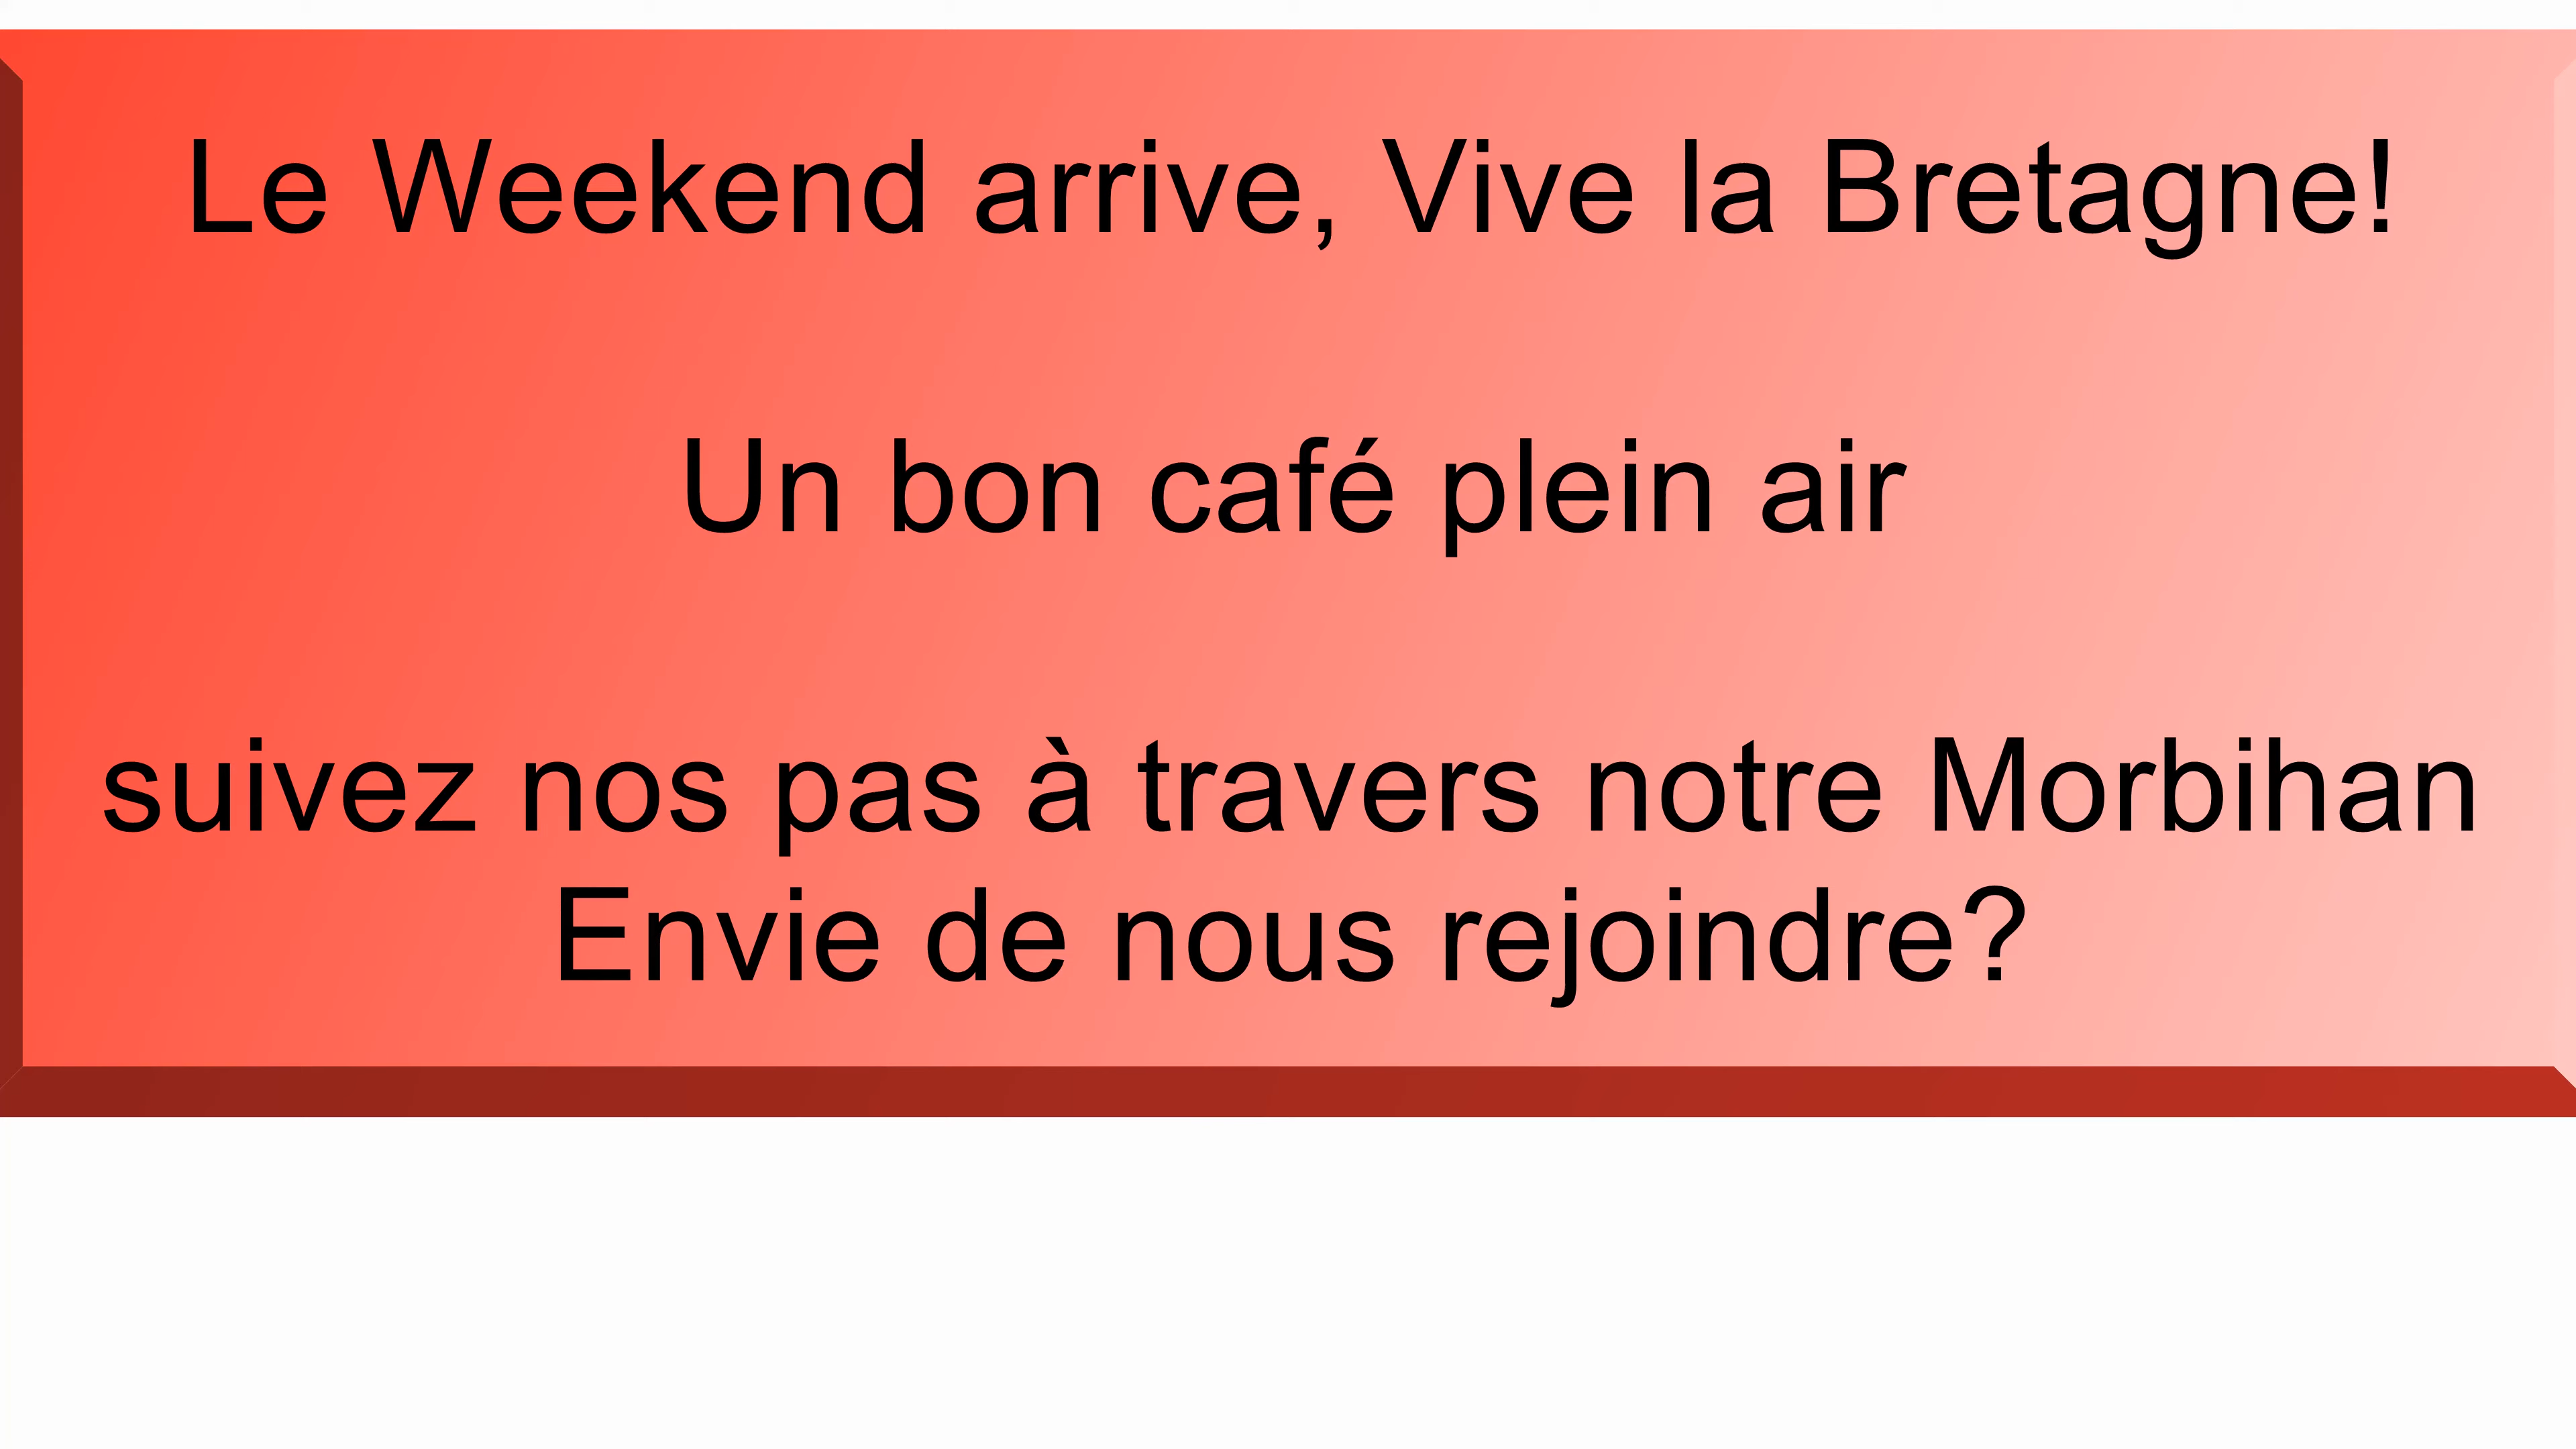 Le Weekend arrive, Vive la Bretagne!
Un bon café plein air
suivez nos pas à travers notre Morbihan
Envie de nous rejoindre?